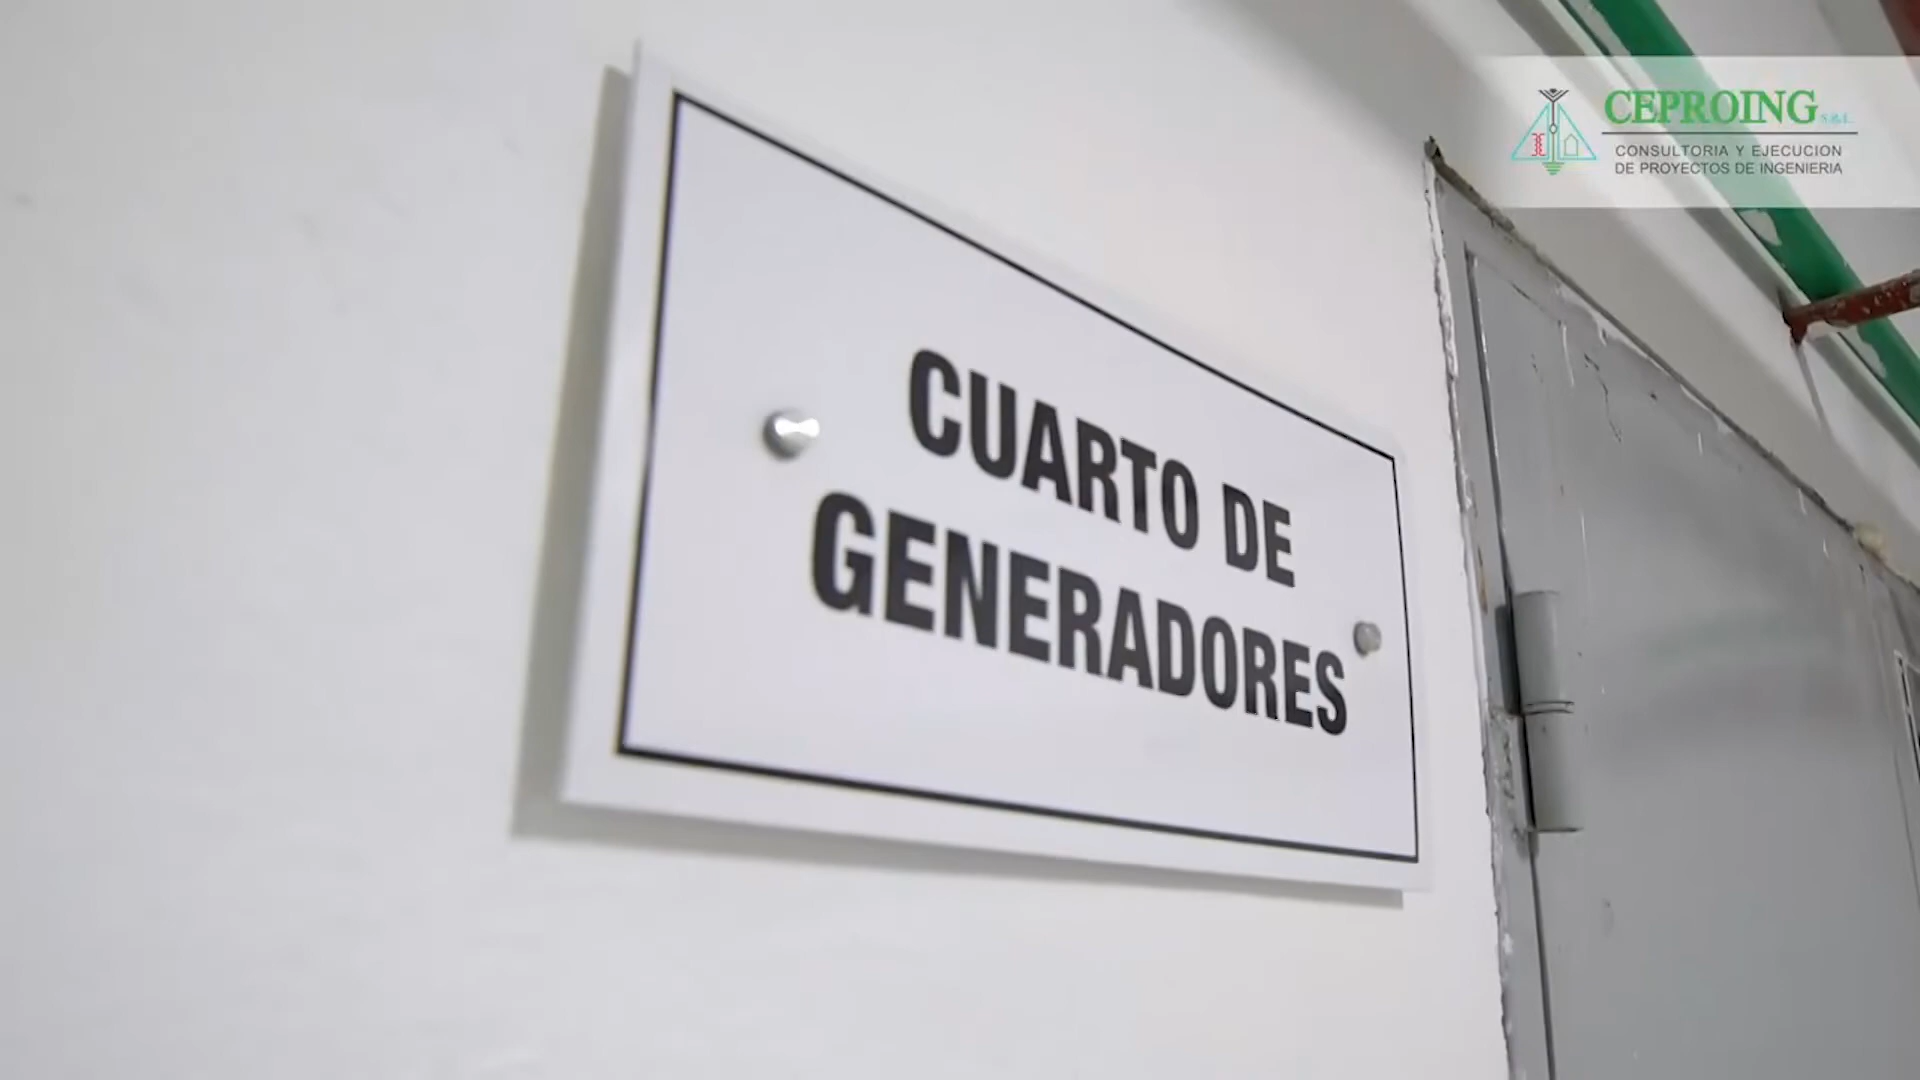 CEPROING S.R.L.
CONSULTORIA Y EJECUCION
DE PROYECTOS DE INGENIERIA
CUARTO DE
GENERADORES